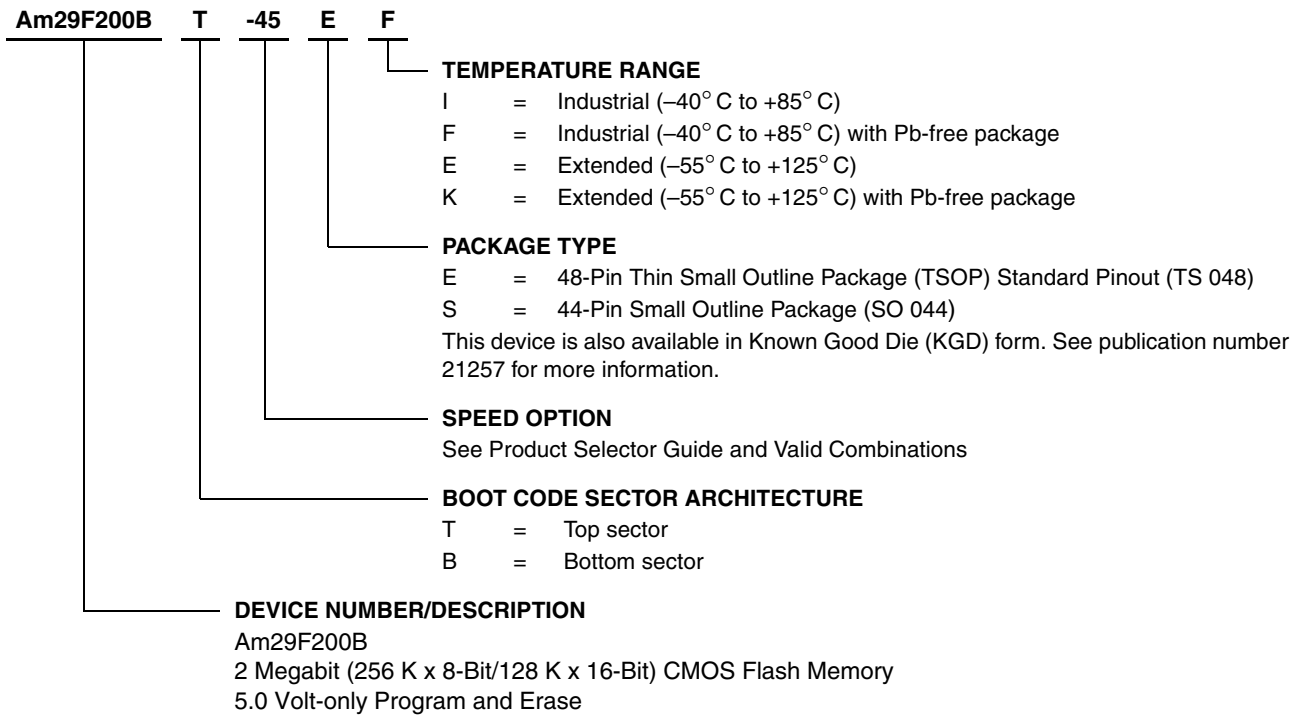 Am29F200B T -45 E F
TEMPERATURE RANGE
I = Industrial (–40° C to +85° C)
F = Industrial (–40° C to +85° C) with Pb-free package
E = Extended (–55° C to +125° C)
K = Extended (–55° C to +125° C) with Pb-free package
PACKAGE TYPE
E = 48-Pin Thin Small Outline Package (TSOP) Standard Pinout (TS 048)
S = 44-Pin Small Outline Package (SO 044)
This device is also available in Known Good Die (KGD) form. See publication number
21257 for more information.
SPEED OPTION
See Product Selector Guide and Valid Combinations
BOOT CODE SECTOR ARCHITECTURE
T = Top sector
B = Bottom sector
DEVICE NUMBER/DESCRIPTION
Am29F200B
2 Megabit (256 K x 8-Bit/128 K x 16-Bit) CMOS Flash Memory
5.0 Volt-only Program and Erase